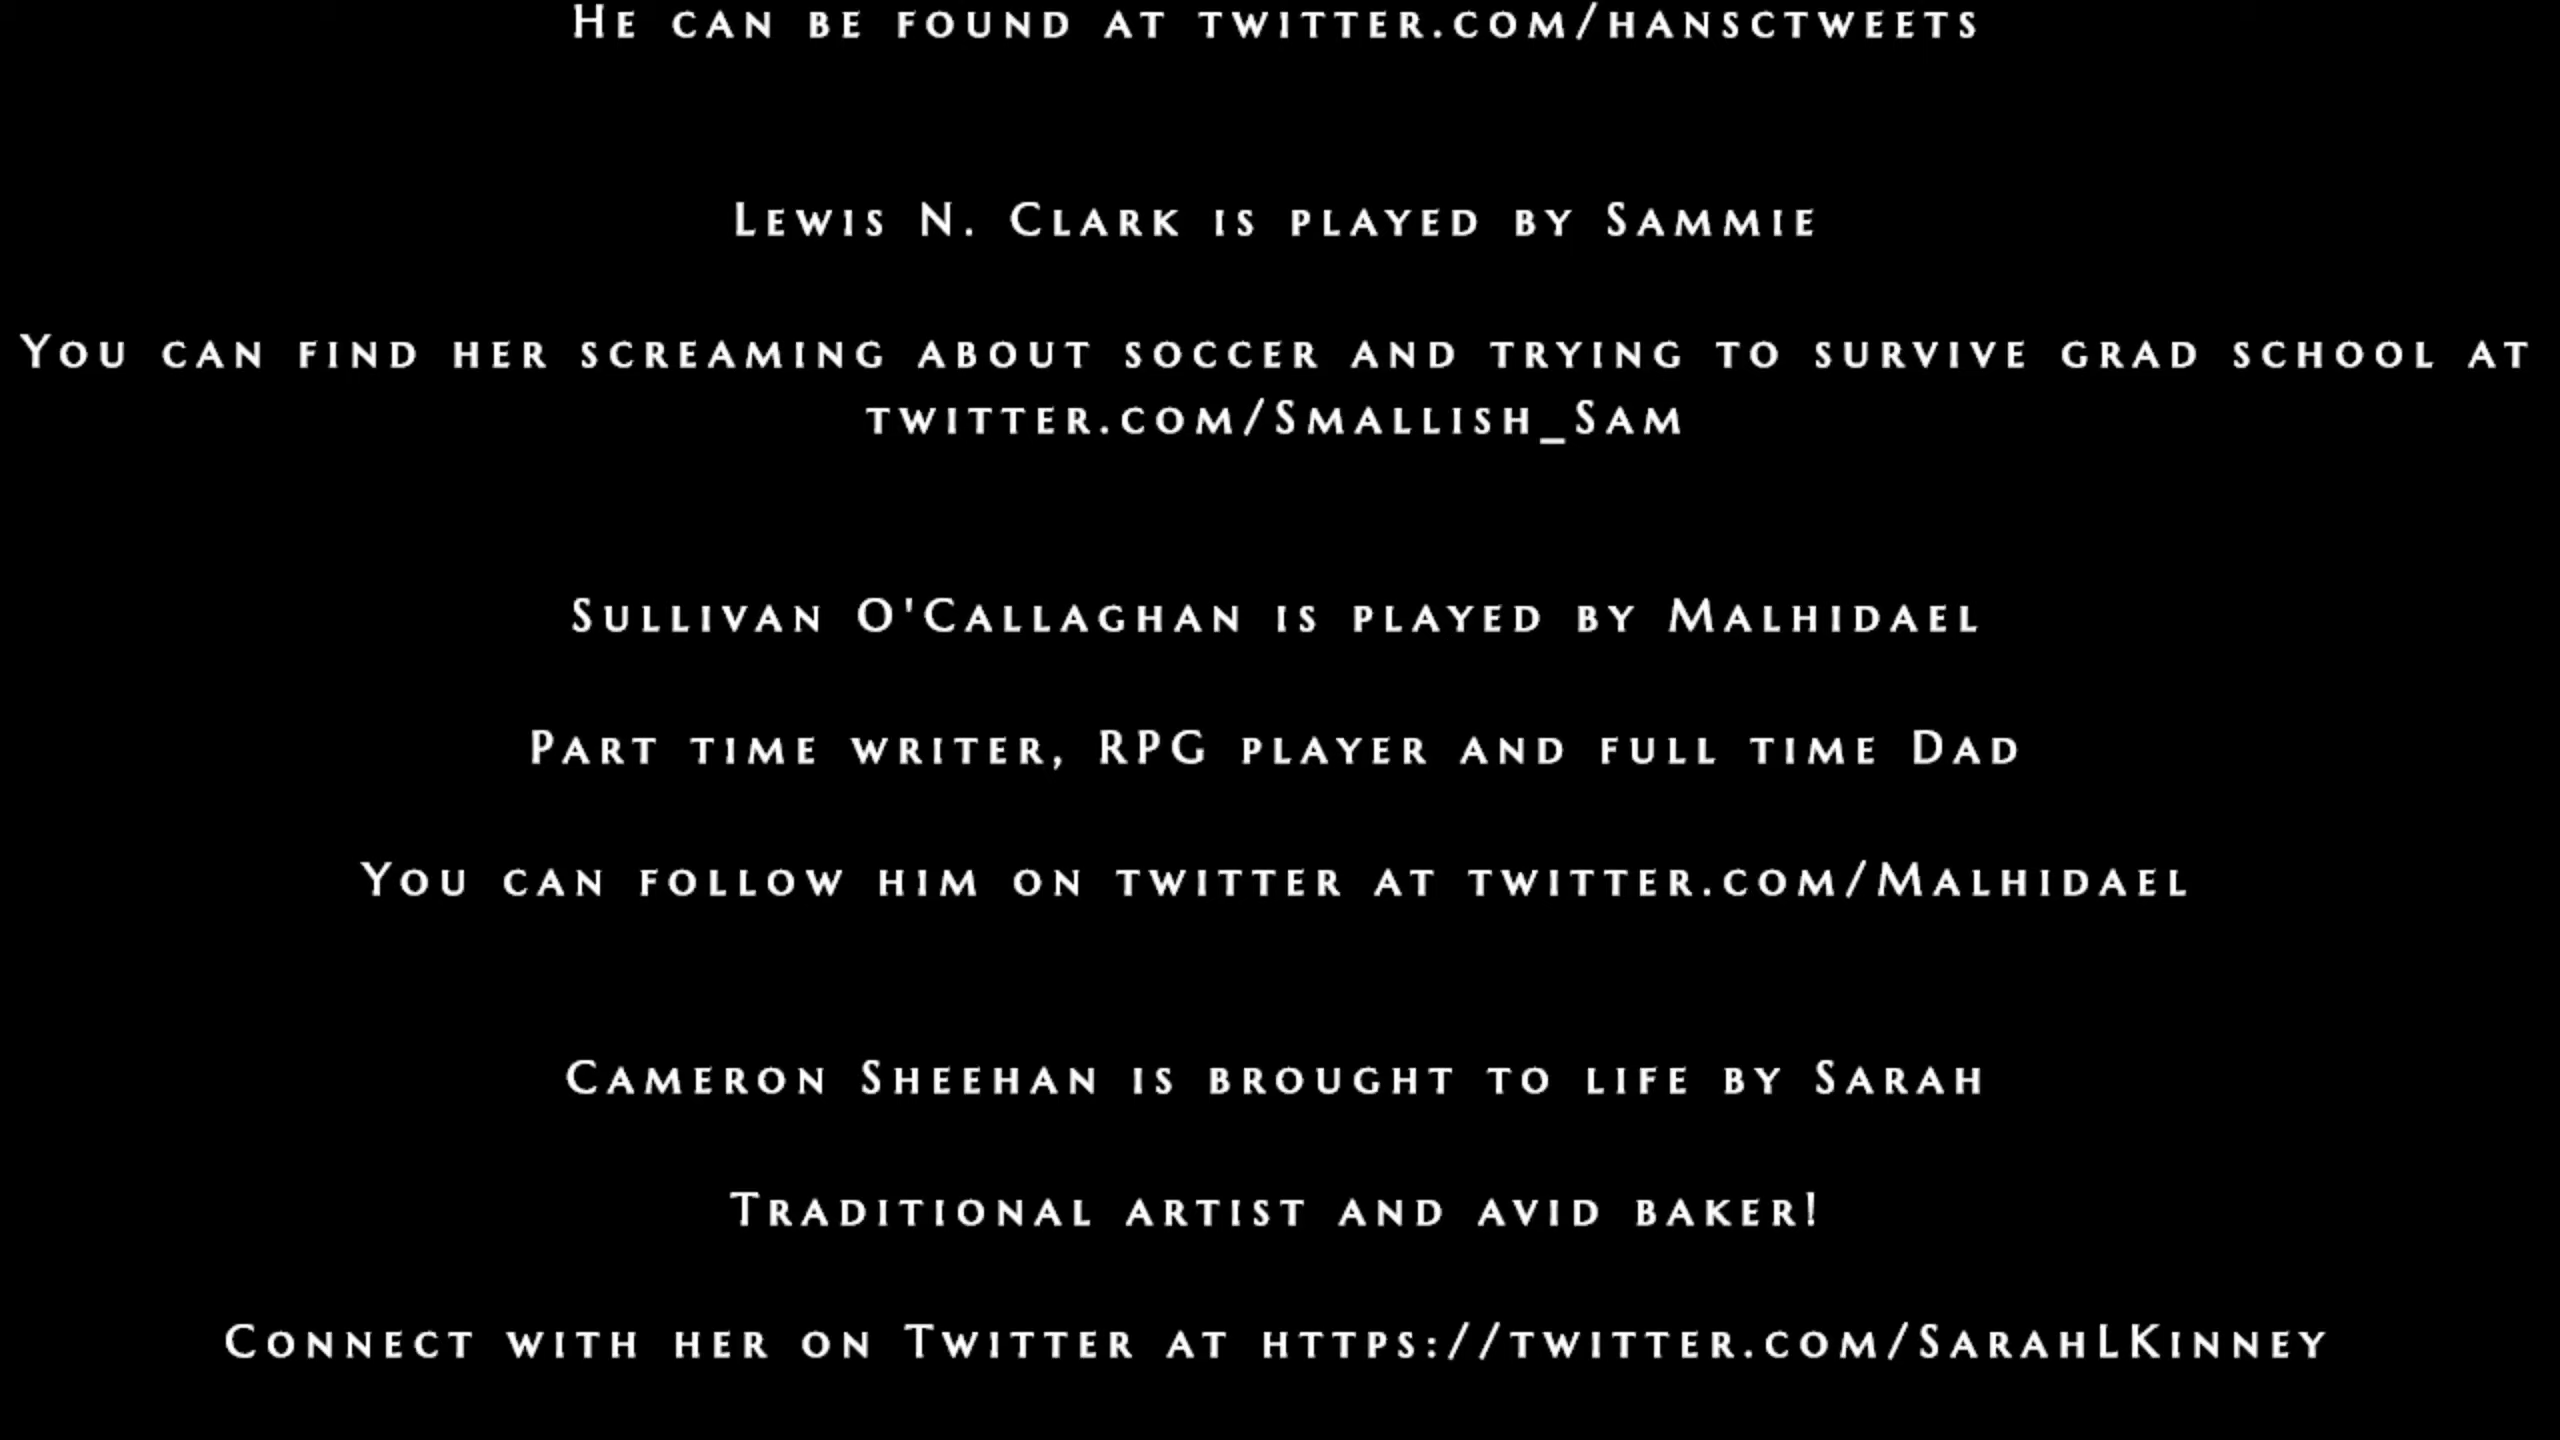 He can be found at twitter.com/hansctweets
Lewis N. Clark is played by Sammie
You can find her screaming about soccer and trying to survive grad school at
twitter.com/Smallish_Sam
Sullivan O'Callaghan is played by Malhidael
Part time writer, RPG player and full time Dad
You can follow him on twitter at twitter.com/Malhidael
Cameron Sheehan is brought to life by Sarah
Traditional artist and avid baker!
Connect with her on Twitter at https://twitter.com/SarahLKinney